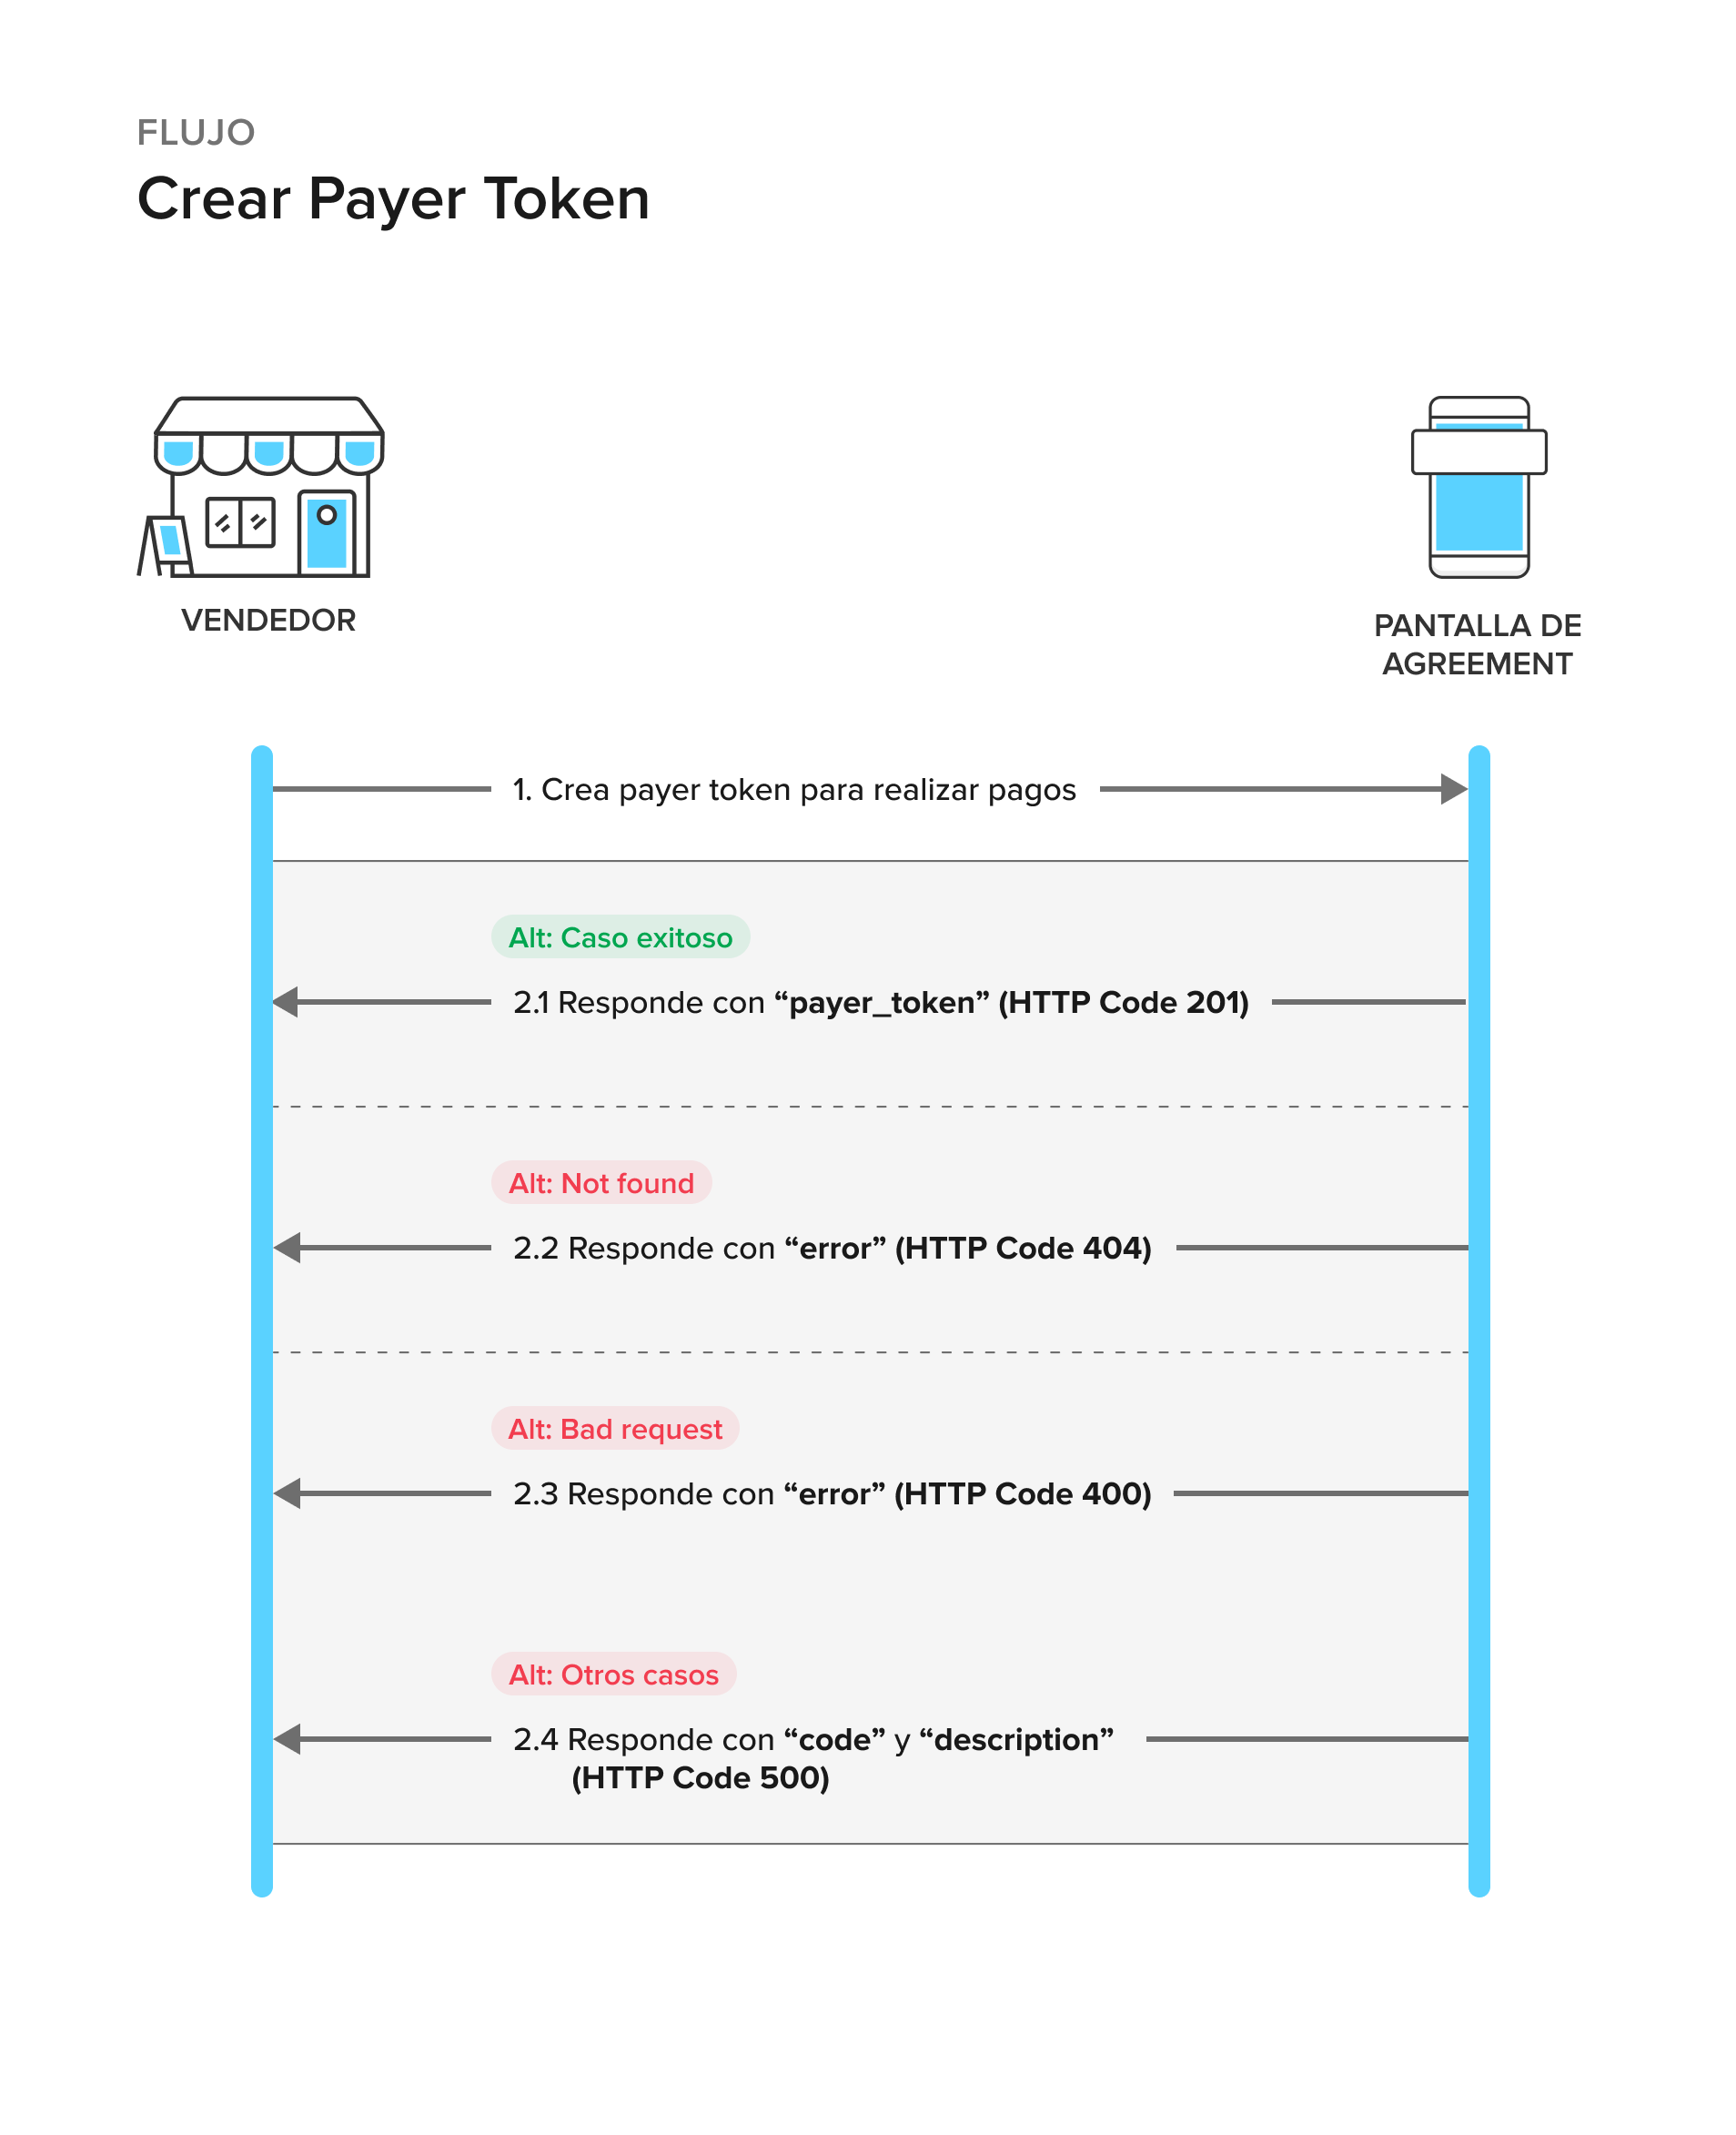 FLUJO
Crear Payer Token
VENDEDOR
PANTALLA DE
AGREEMENT
1. Crea payer token para realizar pagos
Alt: Caso exitoso
2.1 Responde con “payer_token” (HTTP Code 201)
Alt: Not found
2.2 Responde con “error” (HTTP Code 404)
Alt: Bad request
2.3 Responde con “error” (HTTP Code 400)
Alt: Otros casos
2.4 Responde con “code” y “description”
(HTTP Code 500)